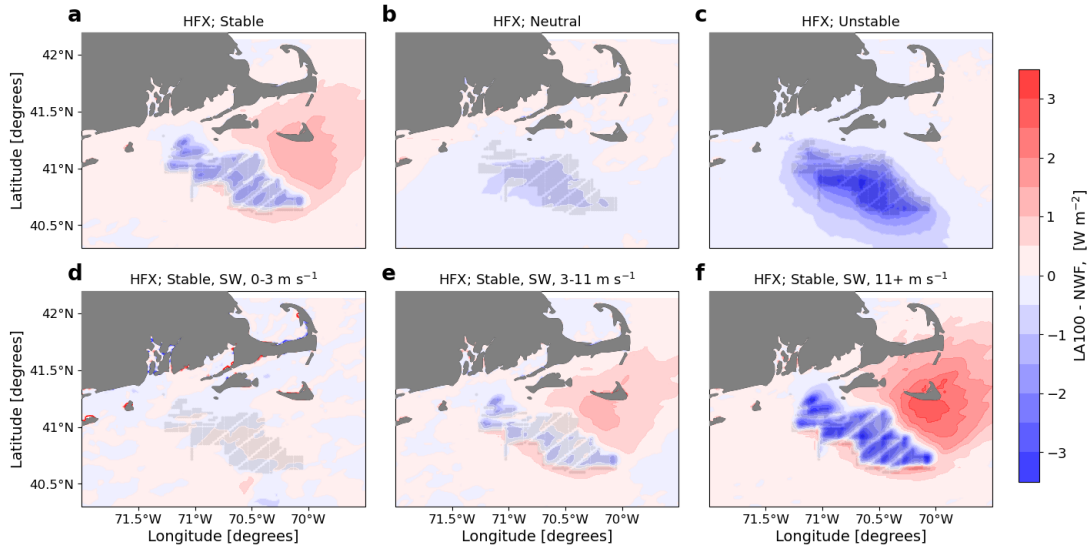 a HFX; Stable
b HFX; Neutral
c HFX; Unstable
Latitude [degrees]
42°N
41.5°N
41°N
40.5°N
d HFX; Stable, SW, 0-3 m s⁻¹
e HFX; Stable, SW, 3-11 m s⁻¹
f HFX; Stable, SW, 11+ m s⁻¹
Latitude [degrees]
42°N
41.5°N
41°N
40.5°N
71.5°W 71°W 70.5°W 70°W
71.5°W 71°W 70.5°W 70°W
71.5°W 71°W 70.5°W 70°W
Longitude [degrees]
Longitude [degrees]
Longitude [degrees]
3
2
1
0
−1
−2
−3
LA100 - NWF, [W m⁻²]